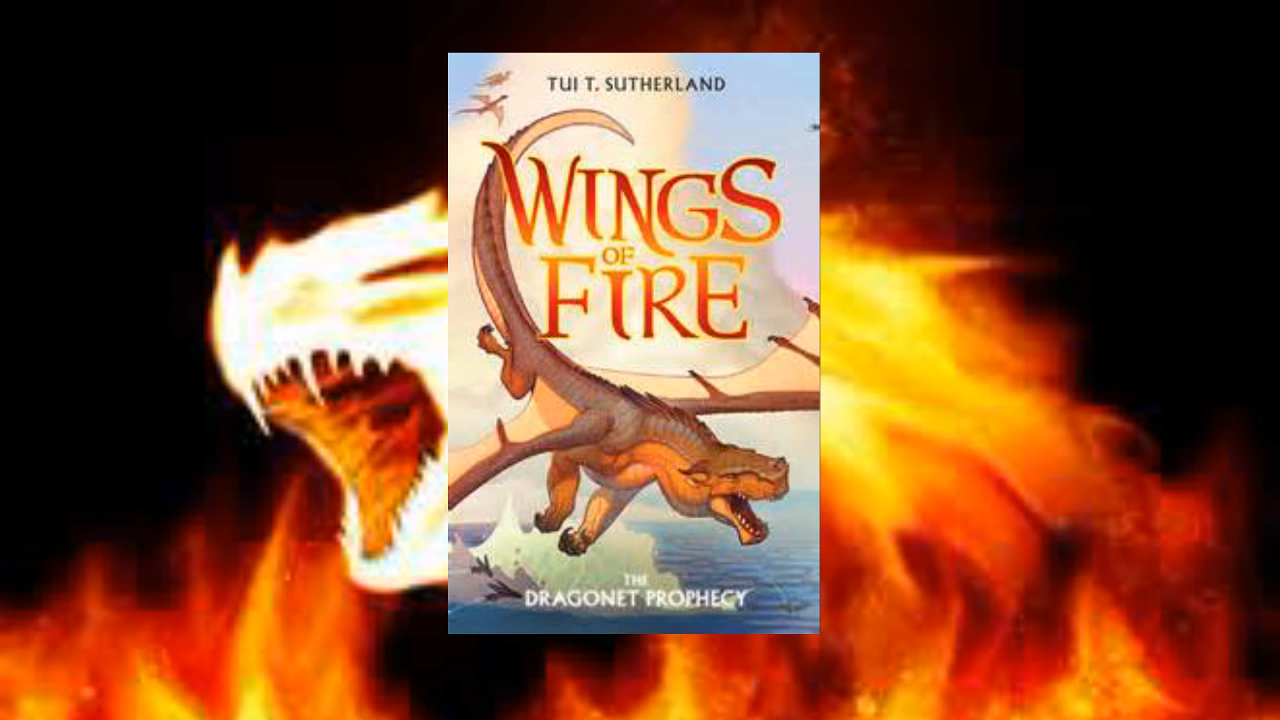 TUI T. SUTHERLAND
WINGS
OF
FIRE
THE
DRAGONET PROPHECY